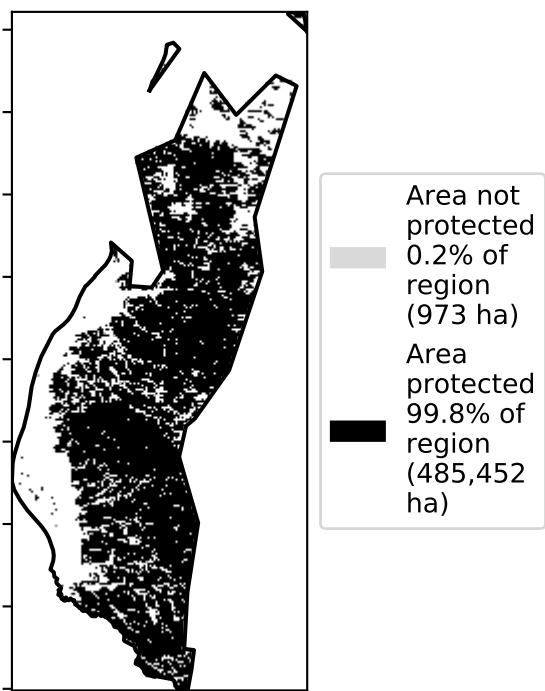 Area not
protected
0.2% of
region
(973 ha)
Area
protected
99.8% of
region
(485,452
ha)